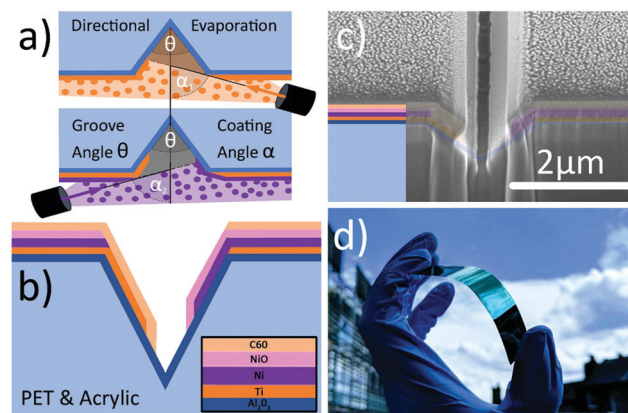 a)
Directional
Evaporation
θ
α₁
Groove
Angle θ
θ
Coating
Angle α
α₂
b)
C60
NiO
Ni
Ti
Al₂O₃
PET & Acrylic
c)
2μm
d)